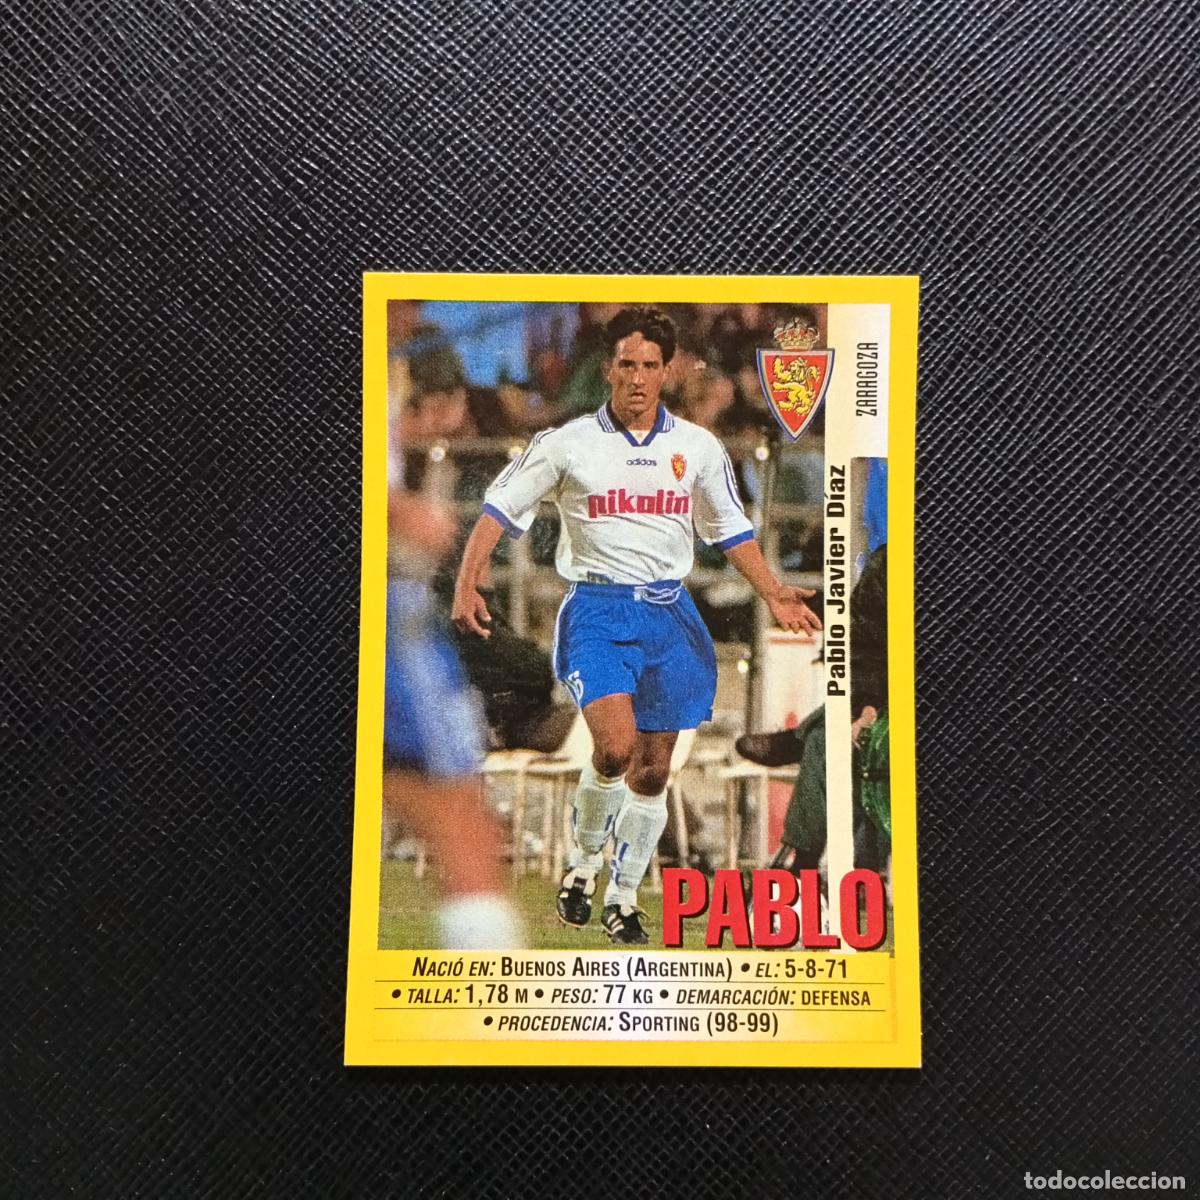 ZARAGOZA
Pablo Javier Díaz
adidas
pikolin
PABLO
NACIÓ EN: BUENOS AIRES (ARGENTINA) • EL: 5-8-71
• TALLA: 1,78 M • PESO: 77 KG • DEMARCACIÓN: DEFENSA
• PROCEDENCIA: SPORTING (98-99)
todocoleccion